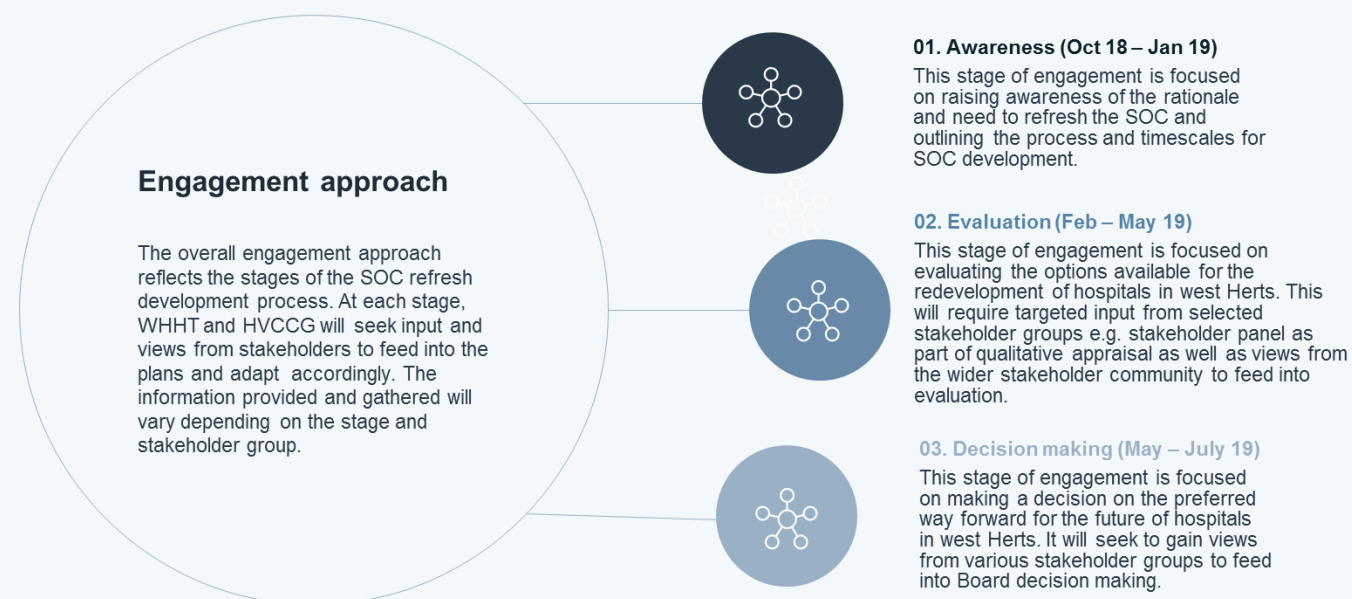 Engagement approach
The overall engagement approach
reflects the stages of the SOC refresh
development process. At each stage,
WHHT and HVCCG will seek input and
views from stakeholders to feed into the
plans and adapt accordingly. The
information provided and gathered will
vary depending on the stage and
stakeholder group.
01. Awareness (Oct 18 – Jan 19)
This stage of engagement is focused
on raising awareness of the rationale
and need to refresh the SOC and
outlining the process and timescales for
SOC development.
02. Evaluation (Feb – May 19)
This stage of engagement is focused on
evaluating the options available for the
redevelopment of hospitals in west Herts. This
will require targeted input from selected
stakeholder groups e.g. stakeholder panel as
part of qualitative appraisal as well as views from
the wider stakeholder community to feed into
evaluation.
03. Decision making (May – July 19)
This stage of engagement is focused
on making a decision on the preferred
way forward for the future of hospitals
in west Herts. It will seek to gain views
from various stakeholder groups to feed
into Board decision making.